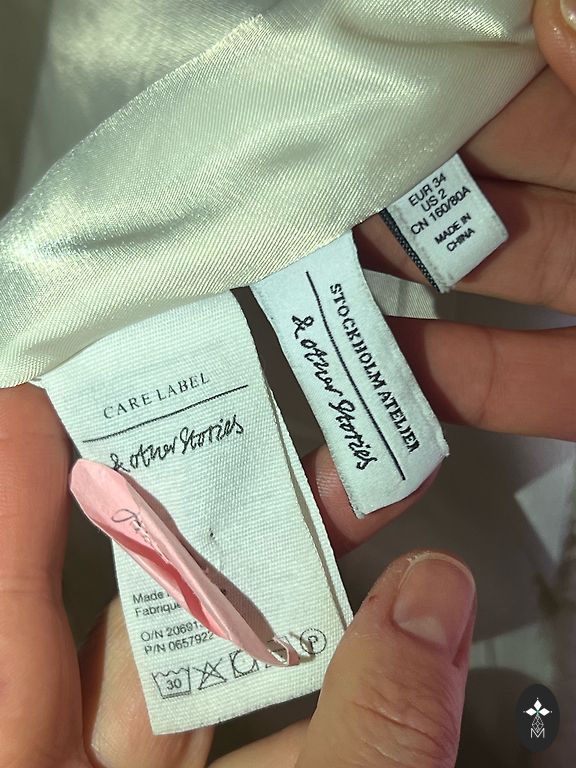 EUR 34
US 2
CN 160/80A
MADE IN
CHINA
STOCKHOLM ATELIER
& other Stories
CARE LABEL
& other Stories
Made
Fabriqu
O/N 20691
P/N 0657922
30
P
M